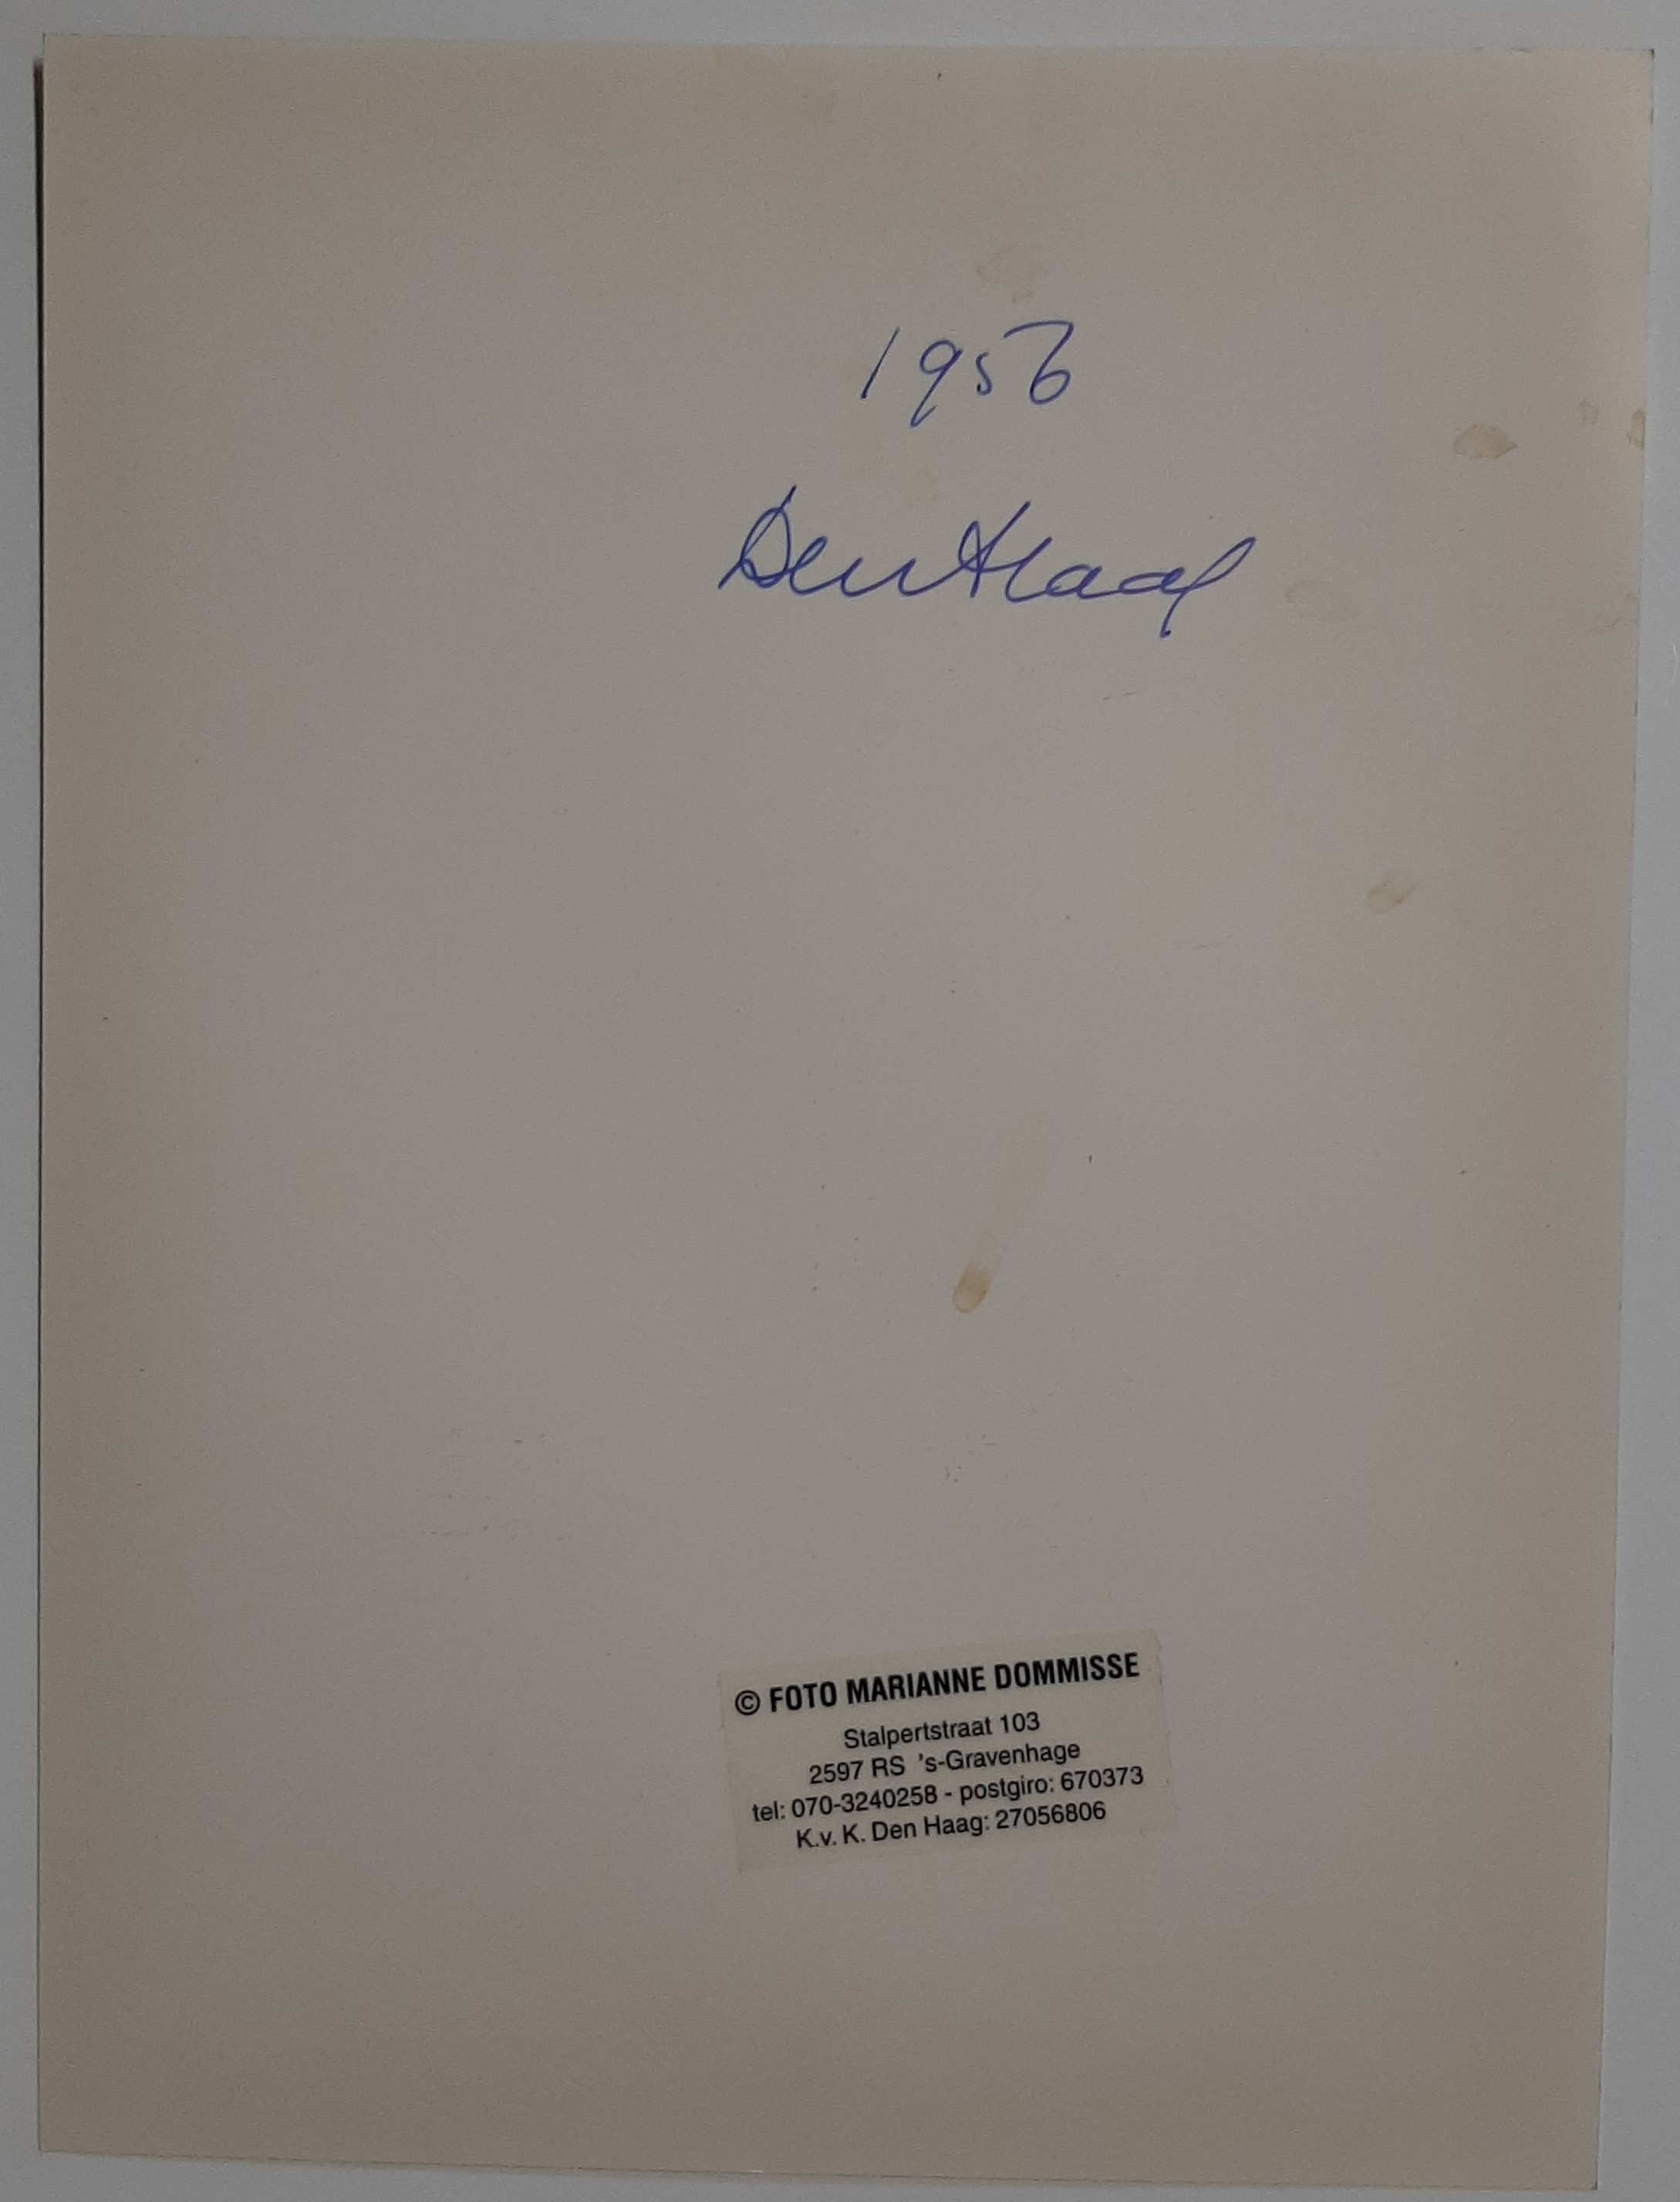 1956
Den Haag
© FOTO MARIANNE DOMMISSE
Stalpertstraat 103
2597 RS 's-Gravenhage
tel: 070-3240258 - postgiro: 670373
K.v. K. Den Haag: 27056806